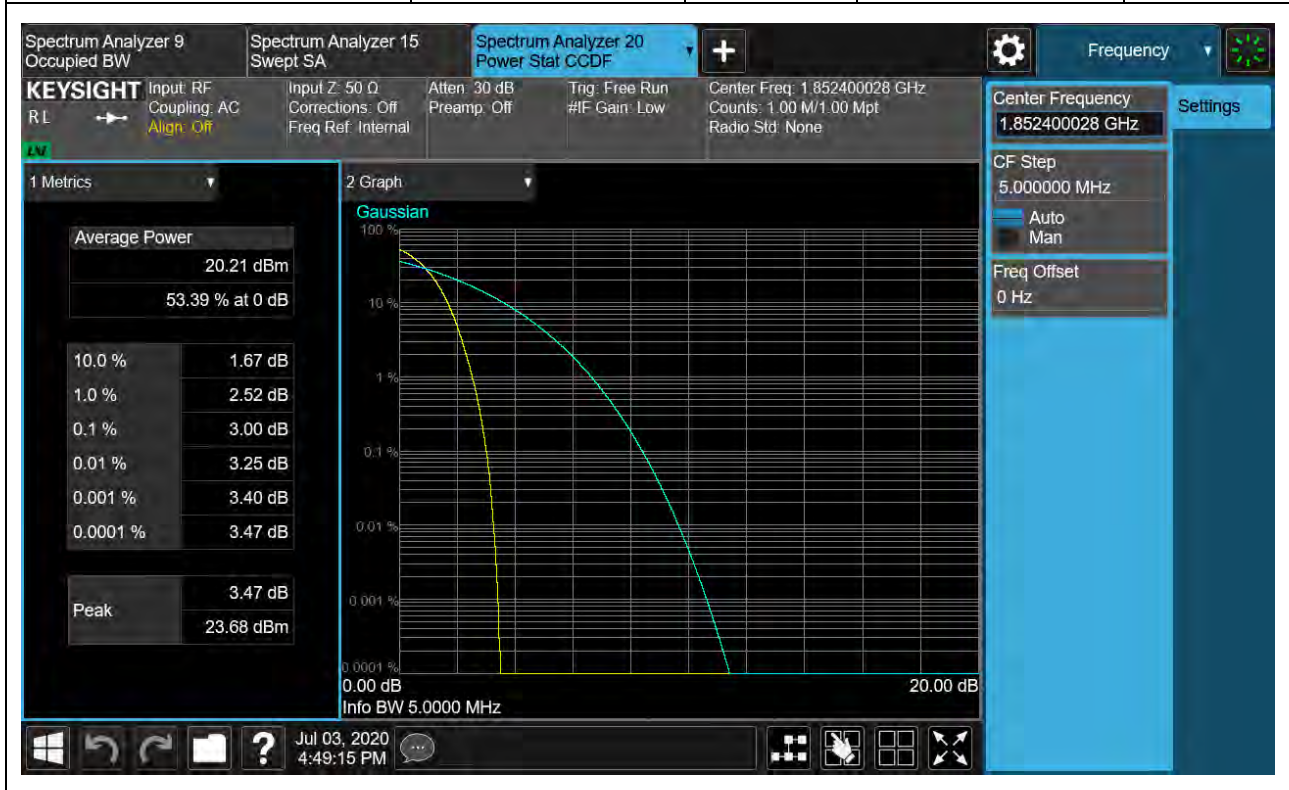 Spectrum Analyzer 9
Occupied BW
Spectrum Analyzer 15
Swept SA
Spectrum Analyzer 20
Power Stat CCDF
Frequency
KEYSIGHT
R L
Input: RF
Coupling: AC
Align: Off
Input Z: 50 Ω
Corrections: Off
Freq Ref: Internal
Atten: 30 dB
Preamp: Off
Trig: Free Run
#IF Gain: Low
Center Freq: 1.852400028 GHz
Counts: 1.00 M/1.00 Mpt
Radio Std: None
Center Frequency
1.852400028 GHz
Settings
CF Step
5.000000 MHz
Auto
Man
Freq Offset
0 Hz
1 Metrics
Average Power
20.21 dBm
53.39 % at 0 dB
10.0 % 1.67 dB
1.0 % 2.52 dB
0.1 % 3.00 dB
0.01 % 3.25 dB
0.001 % 3.40 dB
0.0001 % 3.47 dB
Peak
3.47 dB
23.68 dBm
2 Graph
Gaussian
100 %
10 %
1 %
0.1 %
0.01 %
0.001 %
0.0001 %
0.00 dB
20.00 dB
Info BW 5.0000 MHz
?
Jul 03, 2020
4:49:15 PM